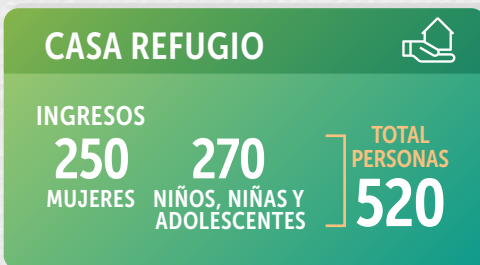 CASA REFUGIO
INGRESOS
250
MUJERES
270
NIÑOS, NIÑAS Y
ADOLESCENTES
TOTAL
PERSONAS
520